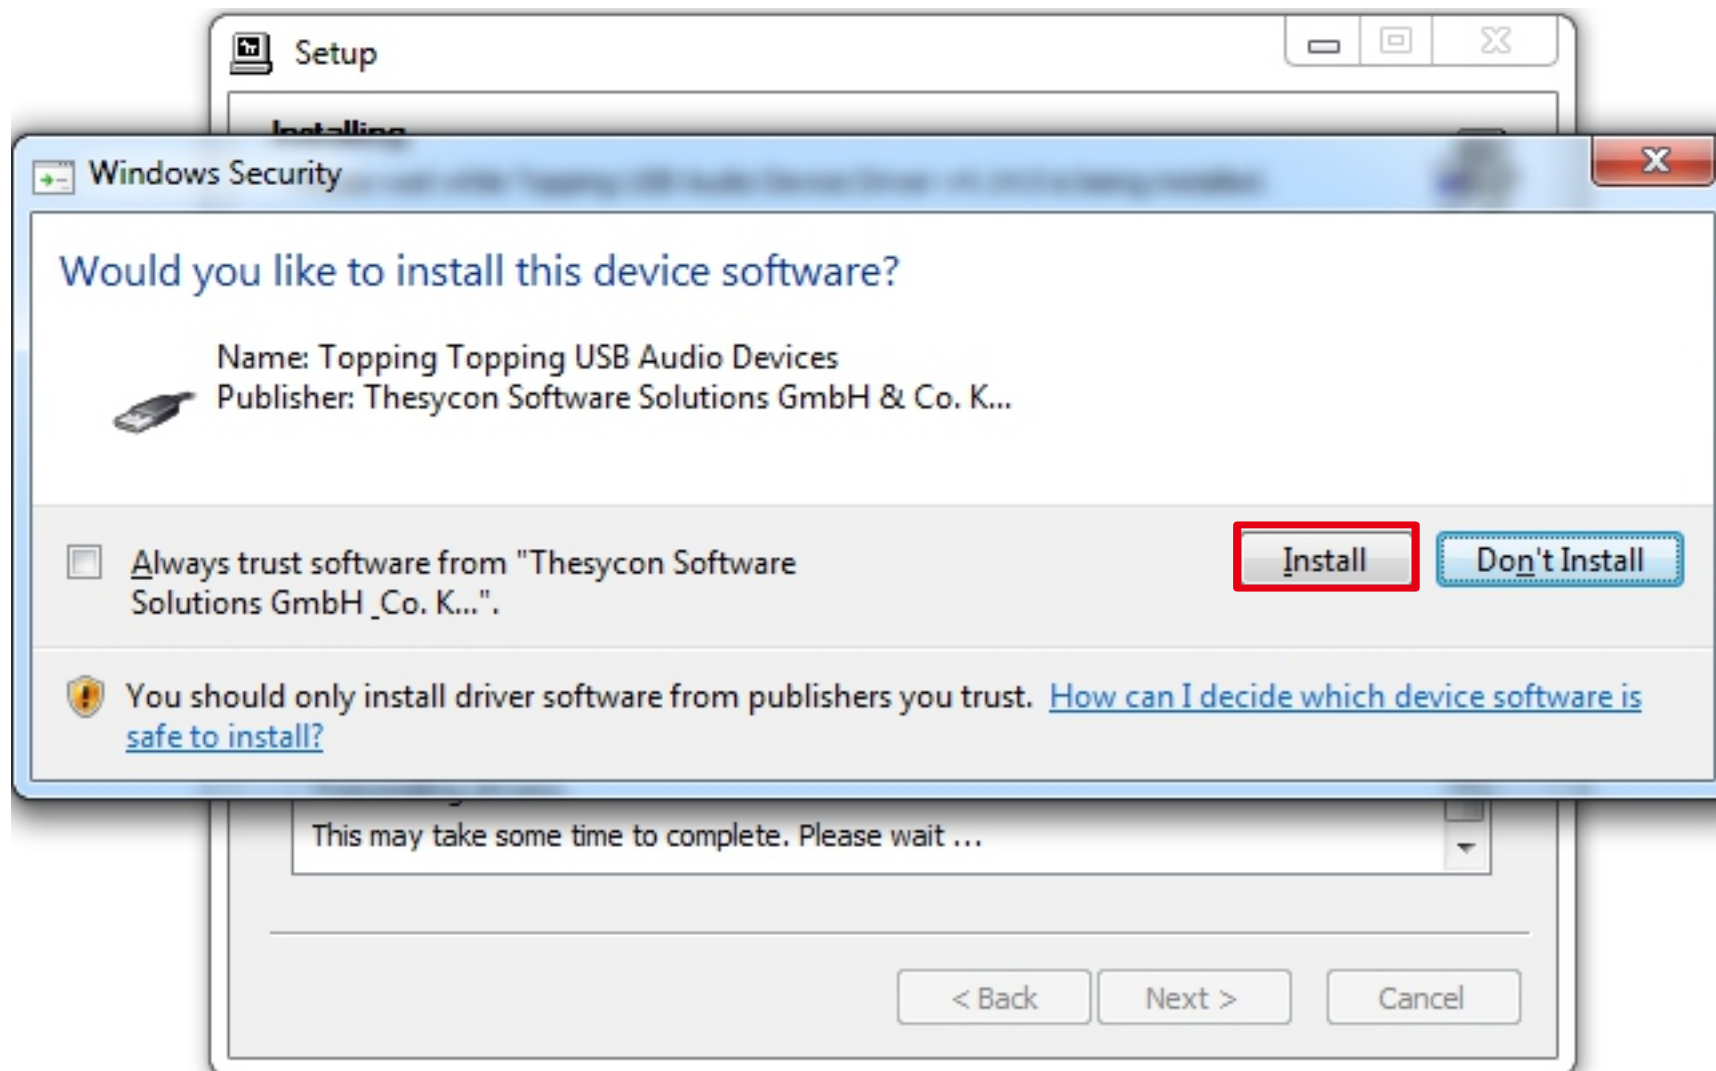 Setup
Installing
Windows Security
Would you like to install this device software?
Name: Topping Topping USB Audio Devices
Publisher: Thesycon Software Solutions GmbH & Co. K...
Always trust software from "Thesycon Software
Solutions GmbH _Co. K...".
Install
Don't Install
You should only install driver software from publishers you trust. How can I decide which device software is
safe to install?
This may take some time to complete. Please wait ...
< Back
Next >
Cancel